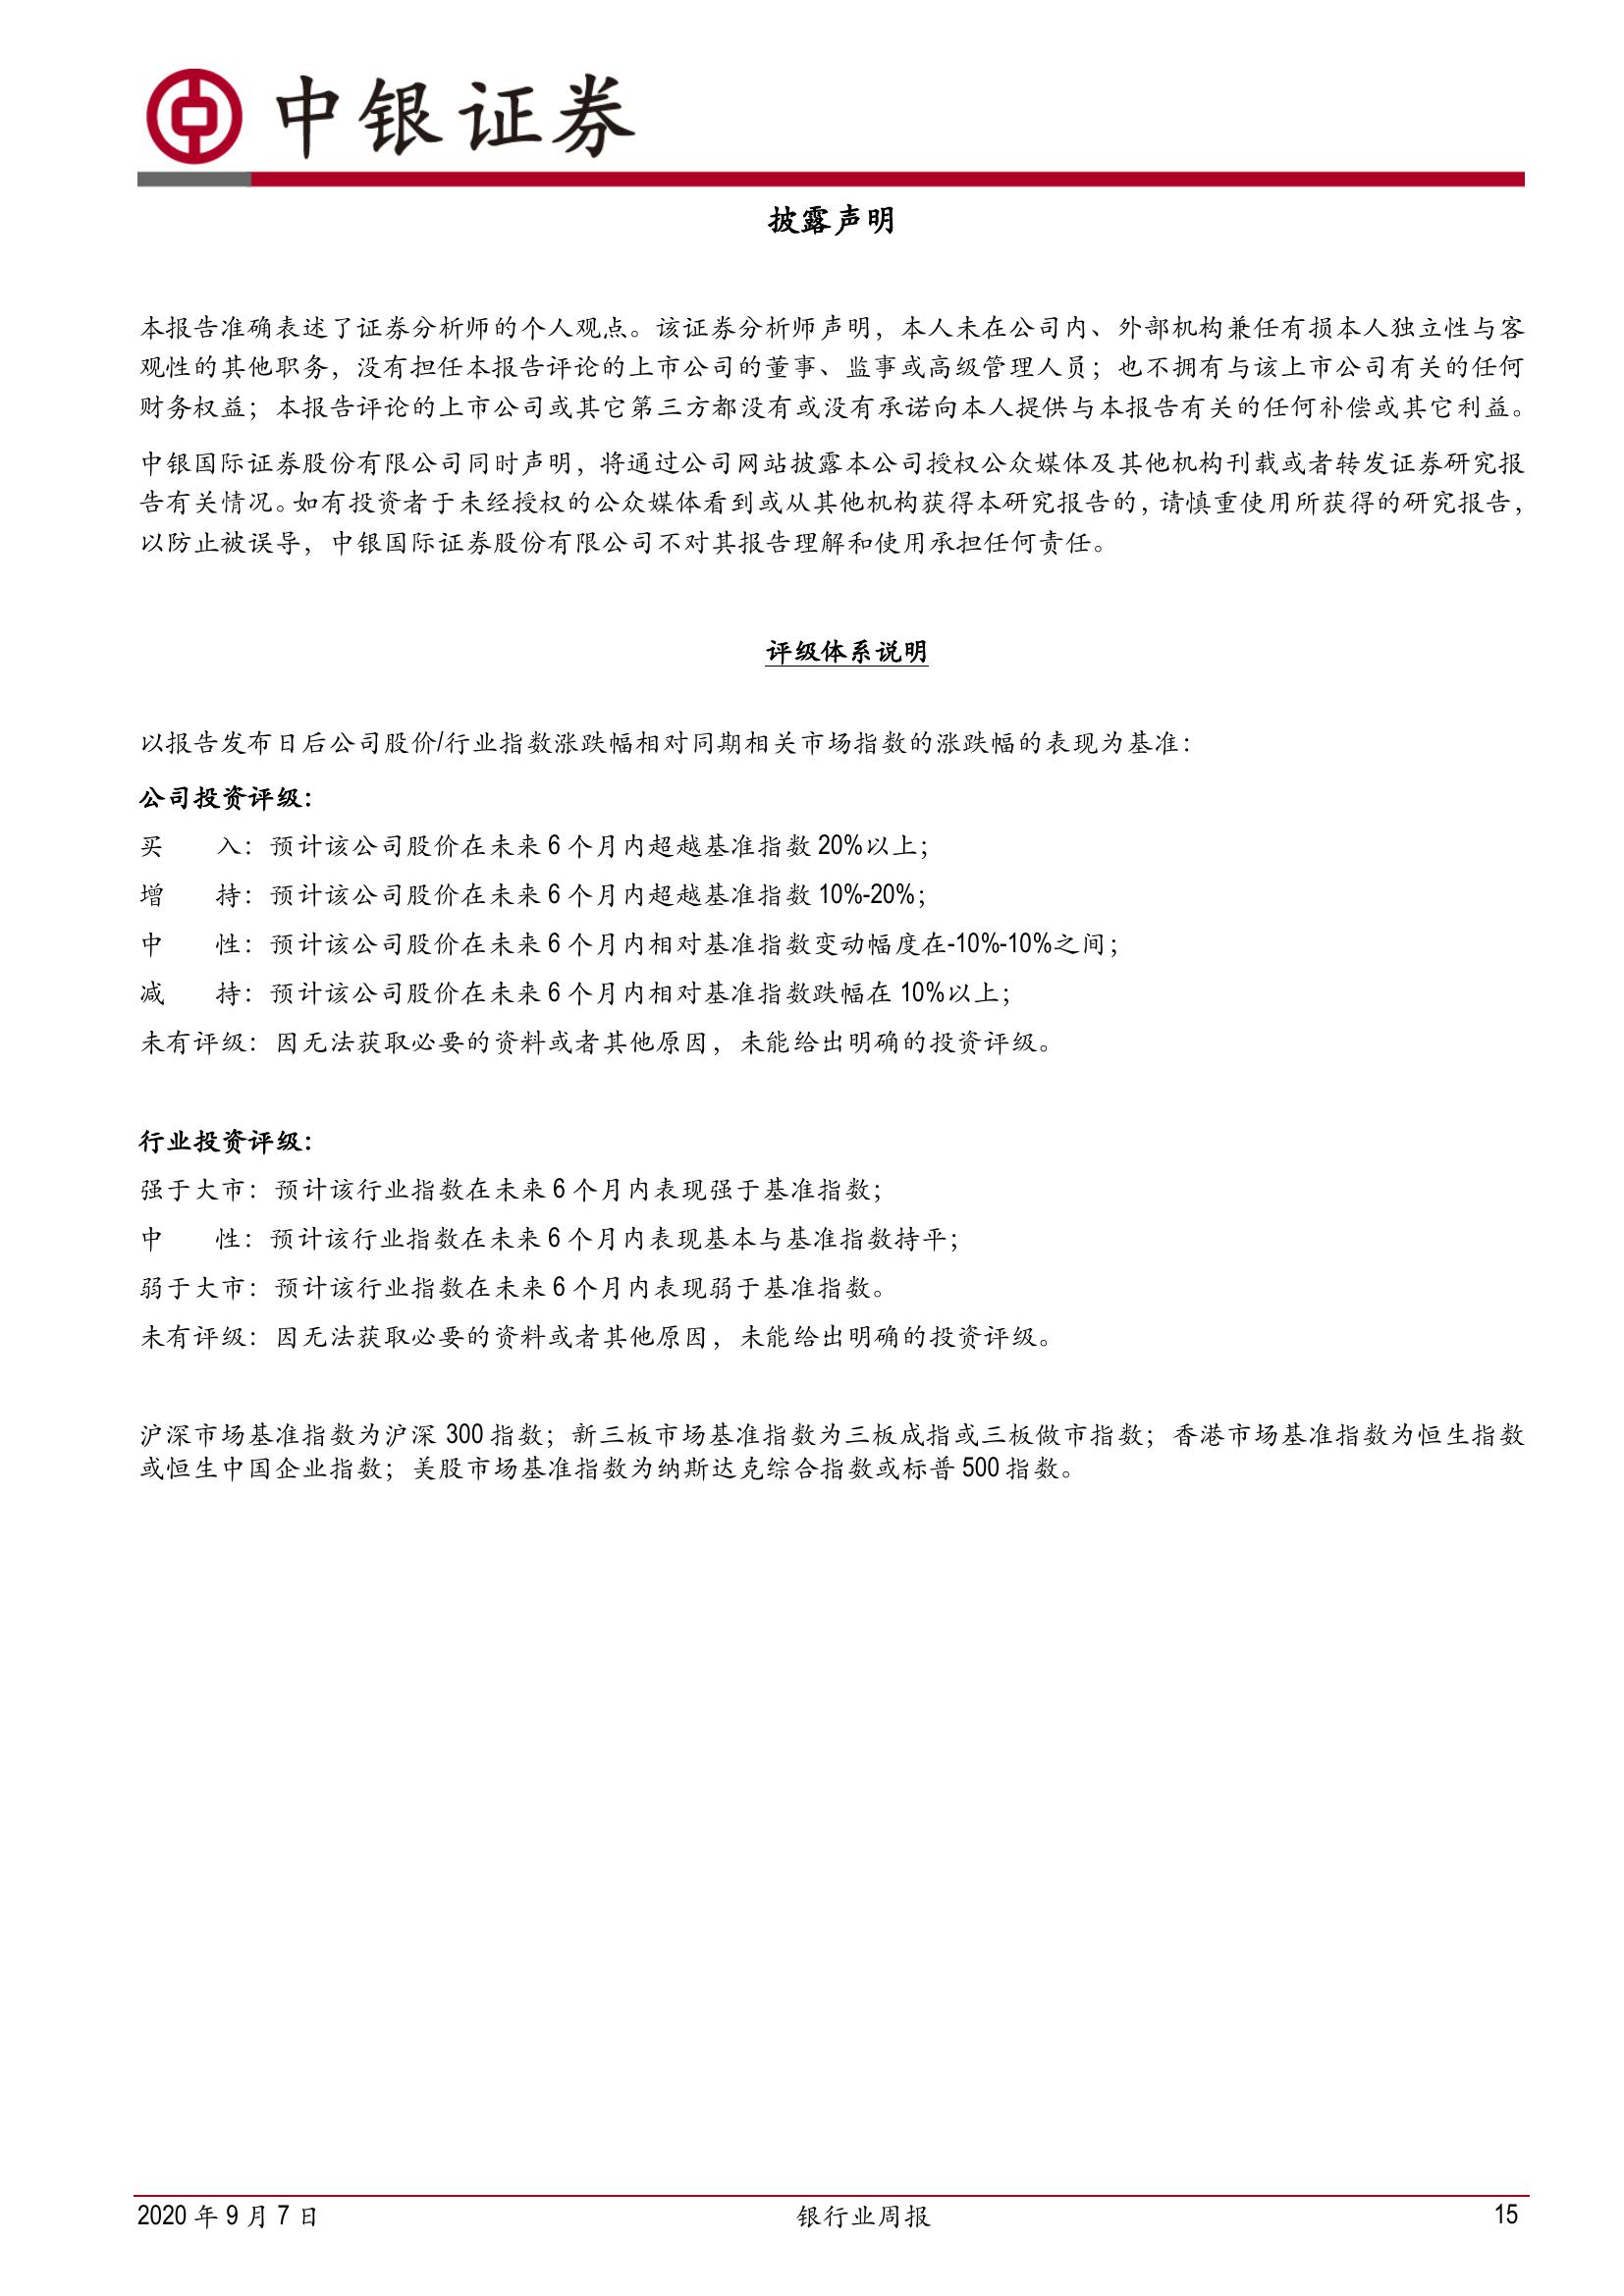 中银证券
披露声明
本报告准确表述了证券分析师的个人观点。该证券分析师声明，本人未在公司内、外部机构兼任有损本人独立性与客
观性的其他职务，没有担任本报告评论的上市公司的董事、监事或高级管理人员；也不拥有与该上市公司有关的任何
财务权益；本报告评论的上市公司或其它第三方都没有或没有承诺向本人提供与本报告有关的任何补偿或其它利益。
中银国际证券股份有限公司同时声明，将通过公司网站披露本公司授权公众媒体及其他机构刊载或者转发证券研究报
告有关情况。如有投资者于未经授权的公众媒体看到或从其他机构获得本研究报告的，请慎重使用所获得的研究报告，
以防止被误导，中银国际证券股份有限公司不对其报告理解和使用承担任何责任。
评级体系说明
以报告发布日后公司股价/行业指数涨跌幅相对同期相关市场指数的涨跌幅的表现为基准：
公司投资评级：
买 入：预计该公司股价在未来 6 个月内超越基准指数 20%以上；
增 持：预计该公司股价在未来 6 个月内超越基准指数 10%-20%；
中 性：预计该公司股价在未来 6 个月内相对基准指数变动幅度在-10%-10%之间；
减 持：预计该公司股价在未来 6 个月内相对基准指数跌幅在 10%以上；
未有评级：因无法获取必要的资料或者其他原因，未能给出明确的投资评级。
行业投资评级：
强于大市：预计该行业指数在未来 6 个月内表现强于基准指数；
中 性：预计该行业指数在未来 6 个月内表现基本与基准指数持平；
弱于大市：预计该行业指数在未来 6 个月内表现弱于基准指数。
未有评级：因无法获取必要的资料或者其他原因，未能给出明确的投资评级。
沪深市场基准指数为沪深 300 指数；新三板市场基准指数为三板成指或三板做市指数；香港市场基准指数为恒生指数
或恒生中国企业指数；美股市场基准指数为纳斯达克综合指数或标普 500 指数。
2020 年 9 月 7 日 银行业周报 15